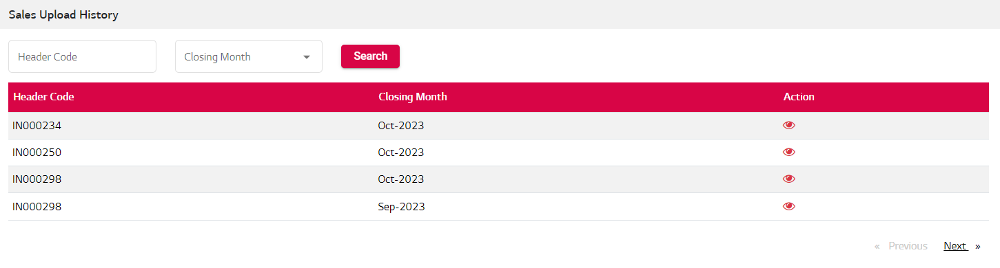 Sales Upload History
Header Code Closing Month Search
Header Code Closing Month Action
IN000234 Oct-2023
IN000250 Oct-2023
IN000298 Oct-2023
IN000298 Sep-2023
« Previous Next »